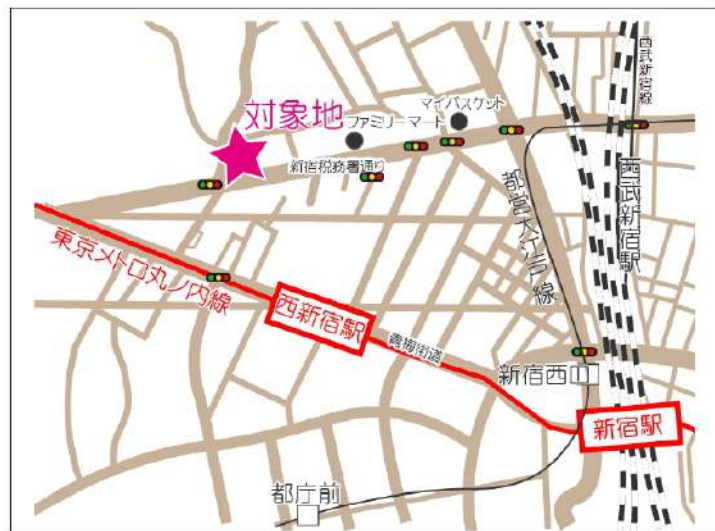 西武新宿線
対象地
マイバスケット
ファミリーマート
新宿税務署通り
西武新宿駅
都営大江戸線
東京メトロ丸ノ内線
西新宿駅
青梅街道
新宿西口
新宿駅
都庁前